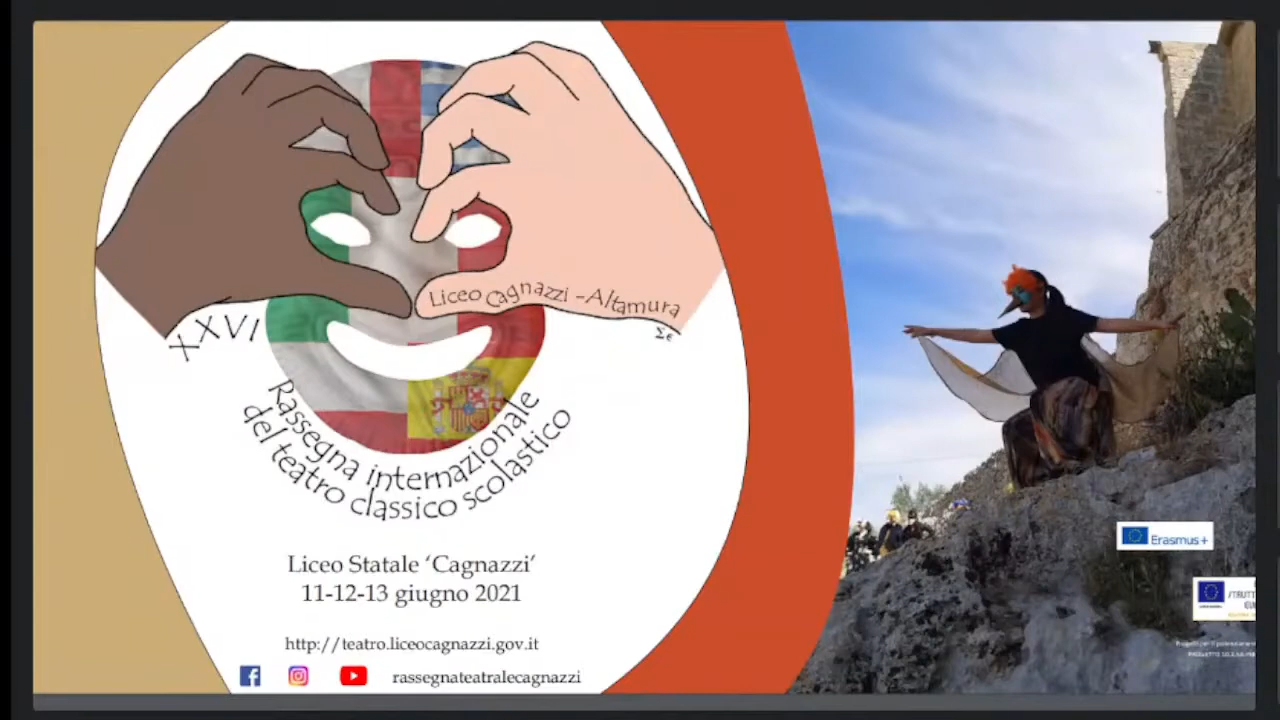 XXVI
Liceo Cagnazzi - Altamura
Σε
Rassegna internazionale
del teatro classico scolastico
Liceo Statale ‘Cagnazzi’
11-12-13 giugno 2021
http://teatro.liceocagnazzi.gov.it
rassegnateatralecagnazzi
Erasmus+